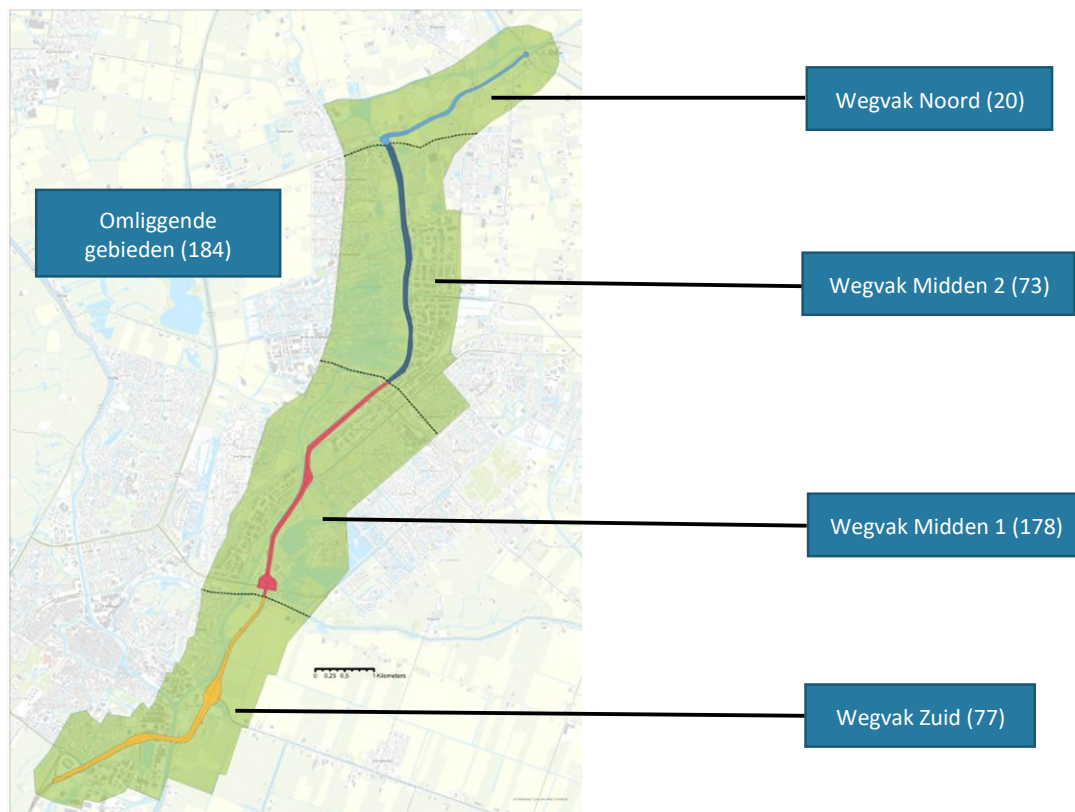 Wegvak Noord (20)
Omliggende
gebieden (184)
Wegvak Midden 2 (73)
Wegvak Midden 1 (178)
0 0,25 0,5 1 Kilometers
Wegvak Zuid (77)